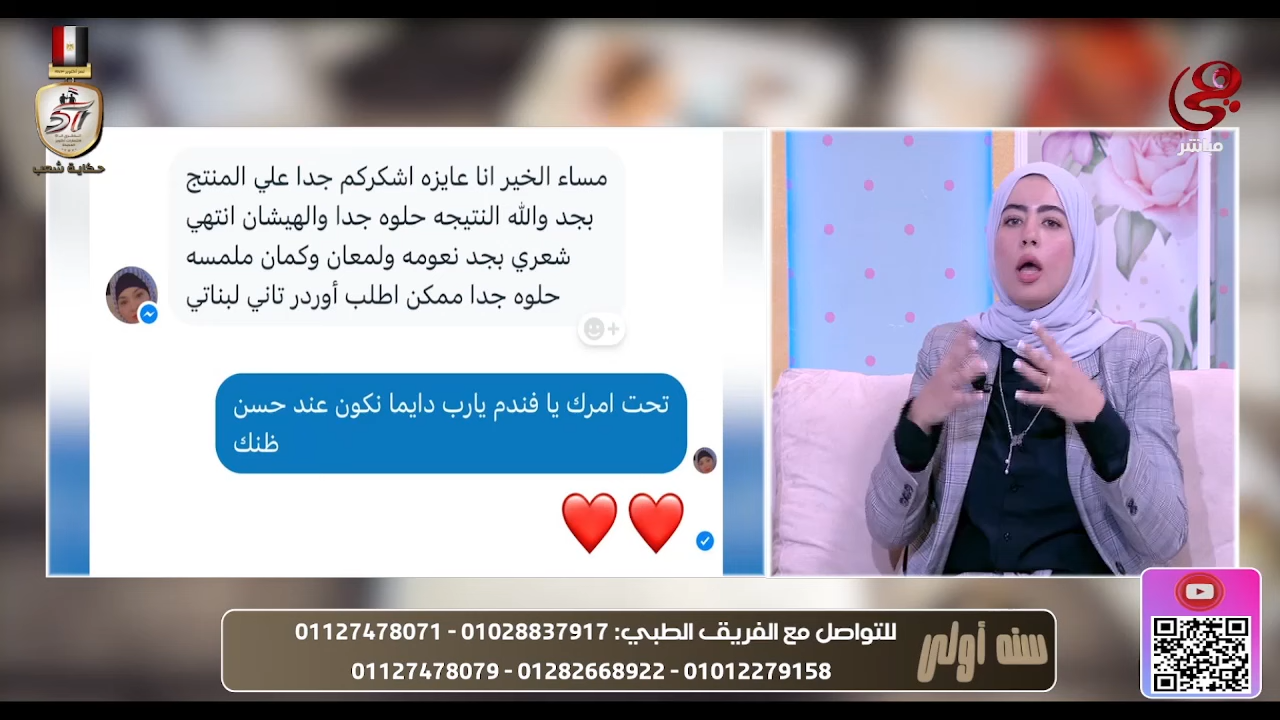 حكاية شعب
مباشر
مساء الخير انا عايزه اشكركم جدا علي المنتج
بجد والله النتيجه حلوه جدا والهيشان انتهي
شعري بجد نعومه ولمعان وكمان ملمسه
حلوه جدا ممكن اطلب أوردر تاني لبناتي
تحت امرك يا فندم يارب دايما نكون عند حسن
ظنك
سنه أولى
للتواصل مع الفريق الطبي: 01028837917 - 01127478071
01012279158 - 01282668922 - 01127478079